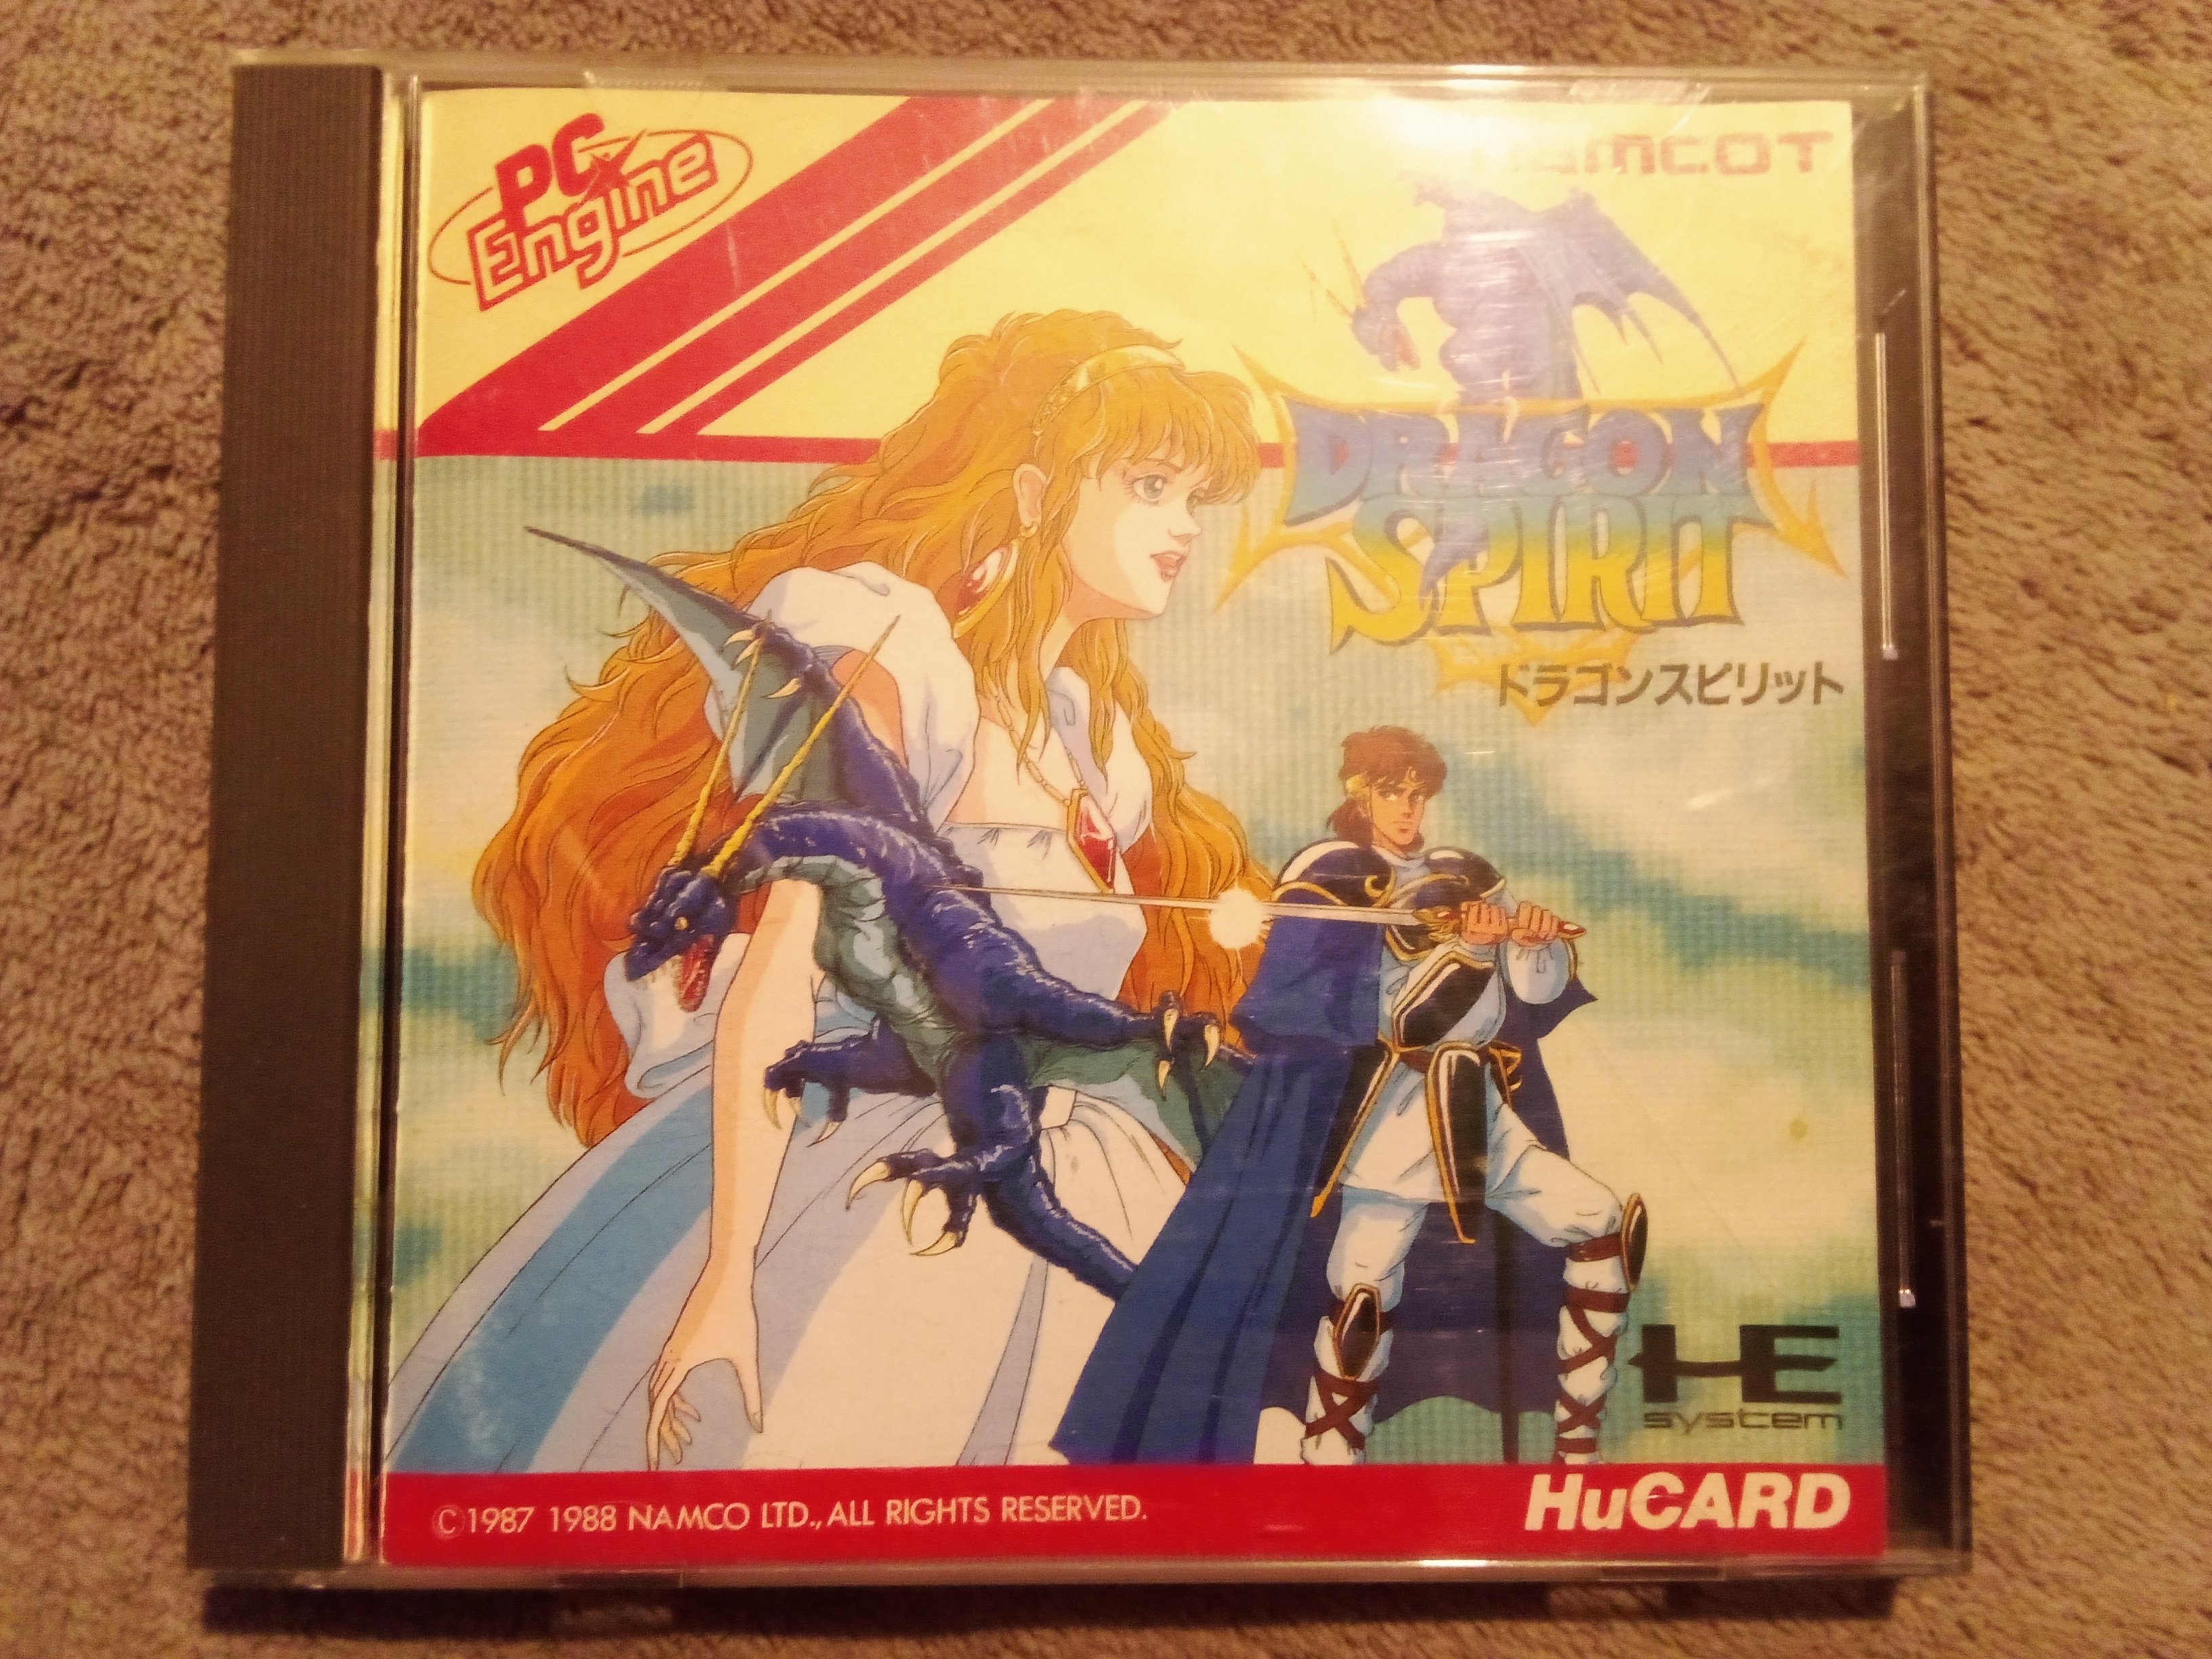 PC Engine
NAMCOT
DRAGON
SPIRIT
ドラゴンスピリット
HE
system
HuCARD
©1987 1988 NAMCO LTD., ALL RIGHTS RESERVED.